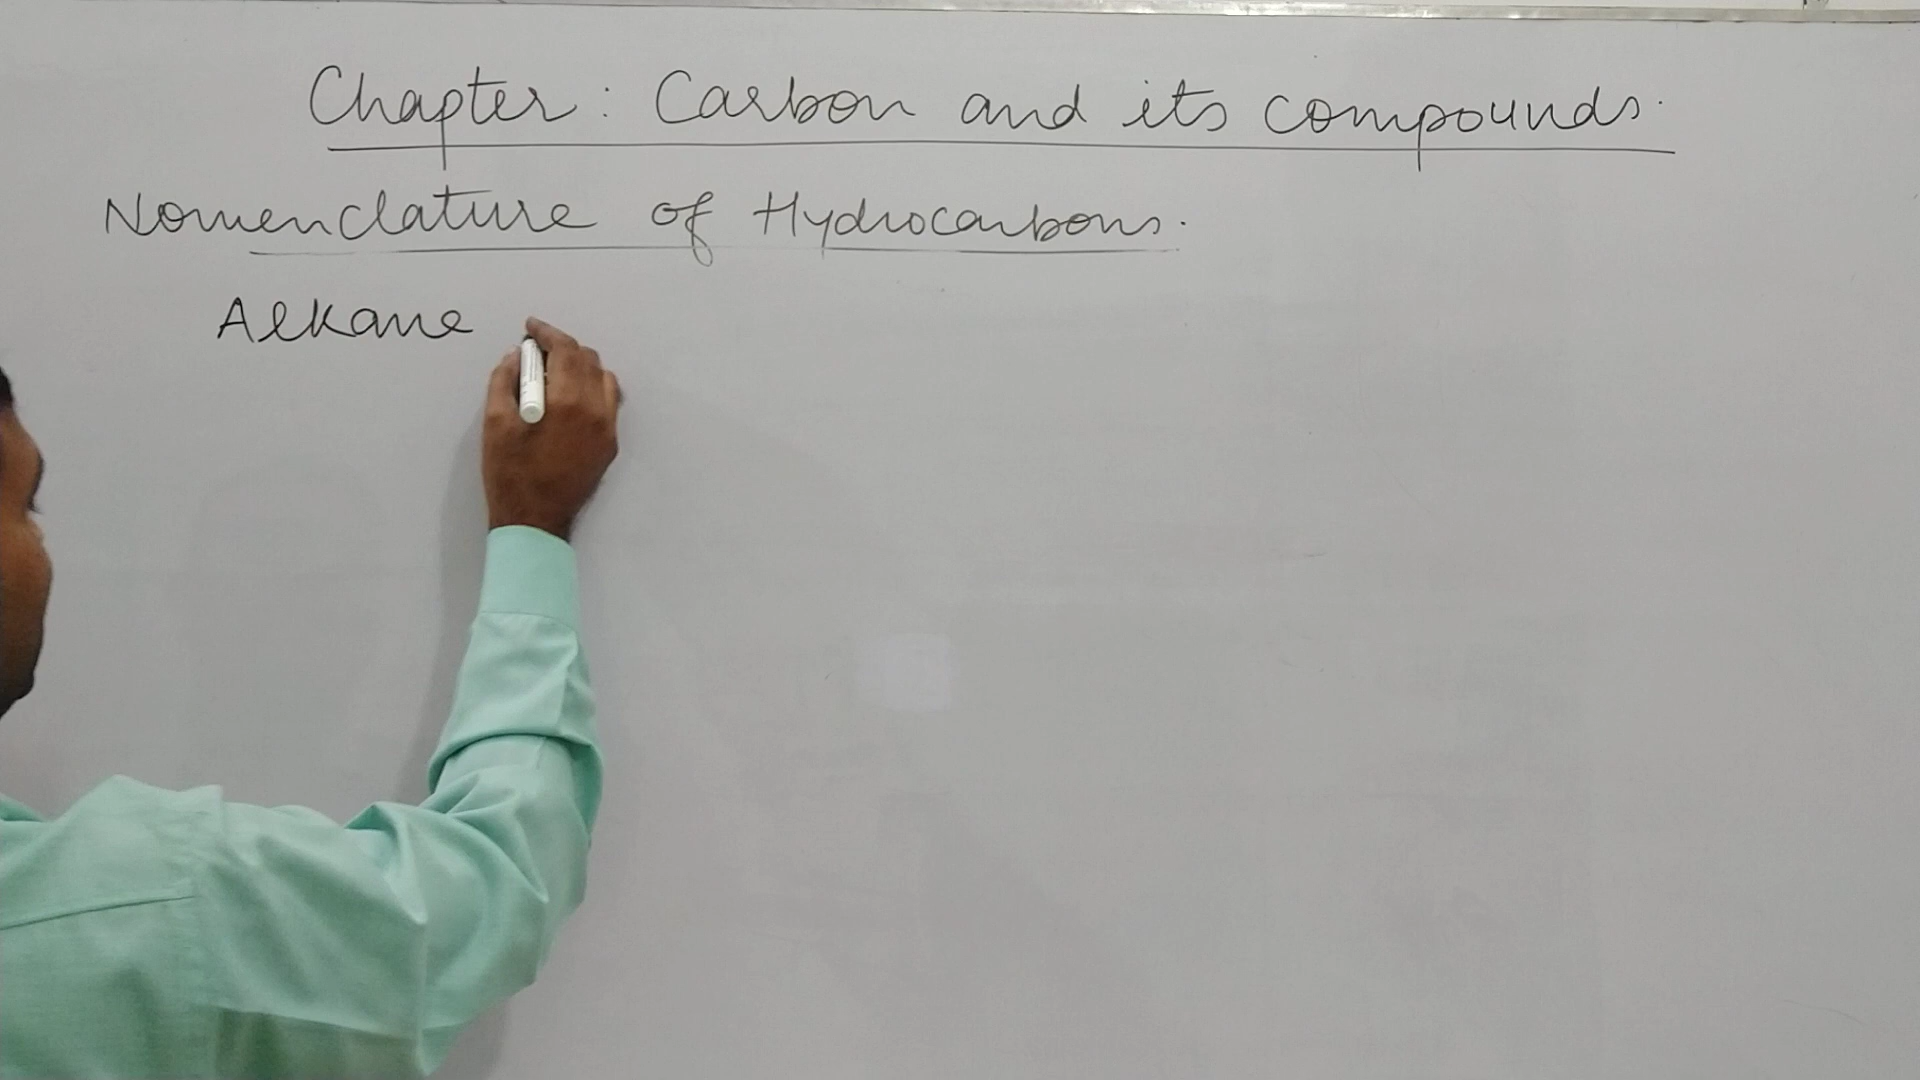 Chapter: Carbon and its compounds.
Nomenclature of Hydrocarbons.
Alkane